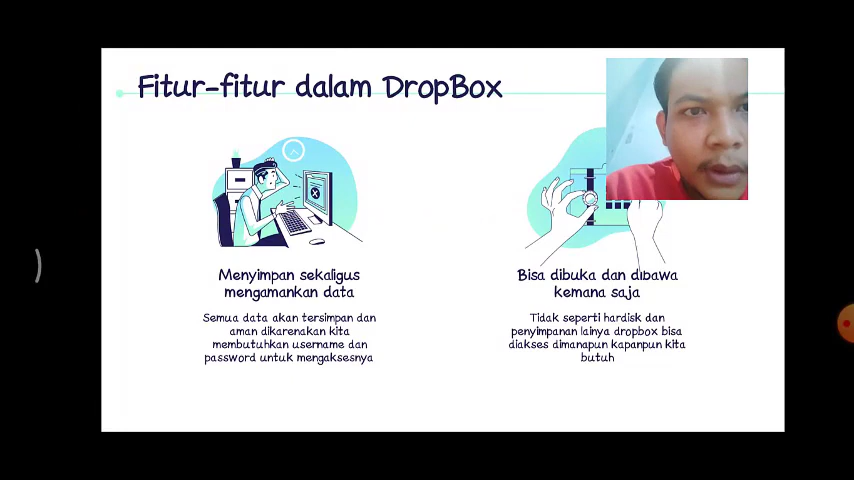 Fitur-fitur dalam DropBox
Menyimpan sekaligus
mengamankan data
Semua data akan tersimpan dan
aman dikarenakan kita
membutuhkan username dan
password untuk mengaksesnya
Bisa dibuka dan dibawa
kemana saja
Tidak seperti hardisk dan
penyimpanan lainya dropbox bisa
diakses dimanapun kapanpun kita
butuh